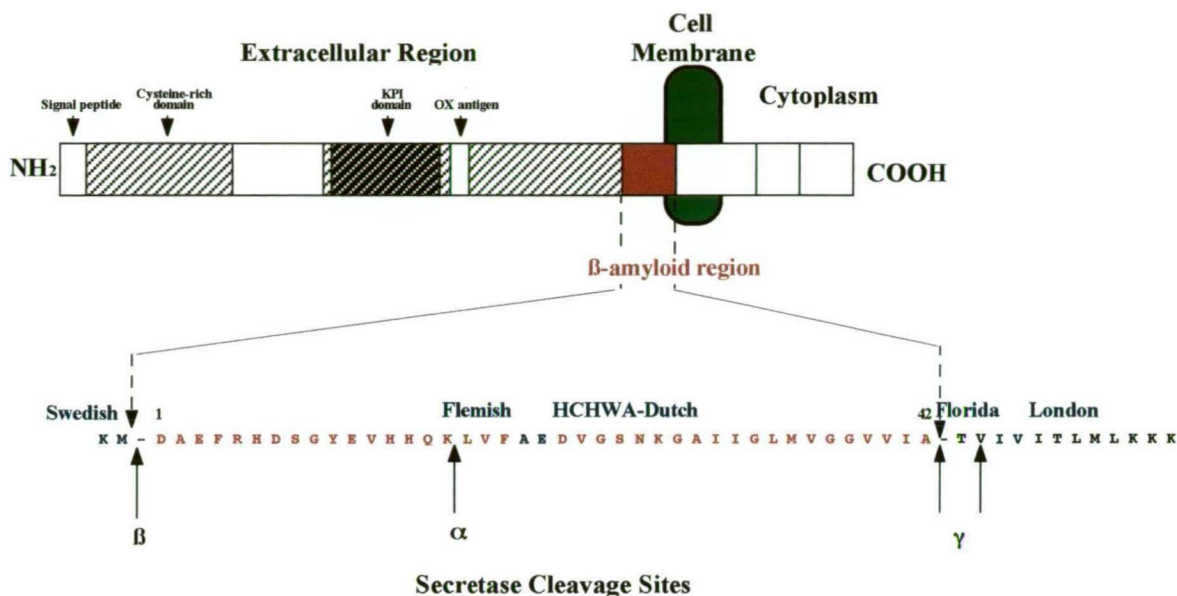 Cell
Membrane
Extracellular Region
Cytoplasm
Signal peptide
Cysteine-rich
domain
KPI
domain
OX antigen
NH2
COOH
ß-amyloid region
Swedish 1 Flemish HCHWA-Dutch 42 Florida London
K M - D A E F R H D S G Y E V H H Q K L V F A E D V G S N K G A I I G L M V G G V V I A - T V I V I T L M L K K K
ß α γ
Secretase Cleavage Sites